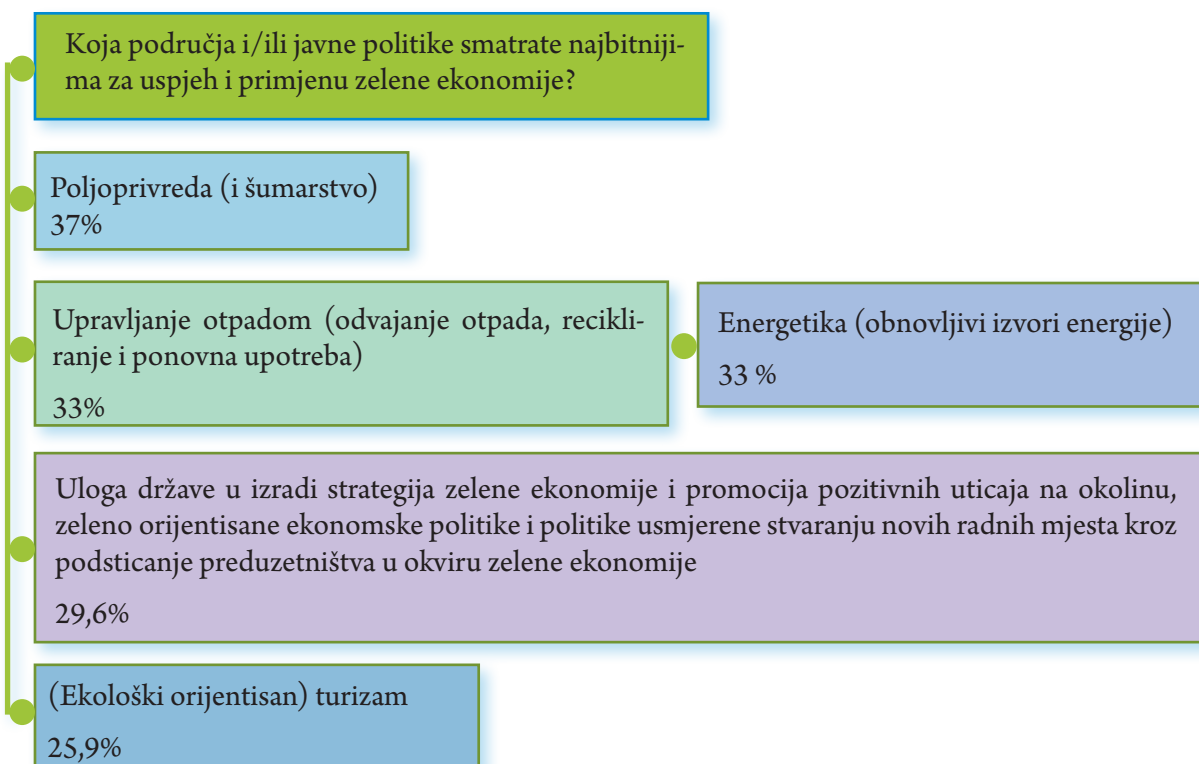 Koja područja i/ili javne politike smatrate najbitniji-
ma za uspjeh i primjenu zelene ekonomije?
Poljoprivreda (i šumarstvo)
37%
Upravljanje otpadom (odvajanje otpada, recikli-
ranje i ponovna upotreba)
33%
Energetika (obnovljivi izvori energije)
33 %
Uloga države u izradi strategija zelene ekonomije i promocija pozitivnih uticaja na okolinu,
zeleno orijentisane ekonomske politike i politike usmjerene stvaranju novih radnih mjesta kroz
podsticanje preduzetništva u okviru zelene ekonomije
29,6%
(Ekološki orijentisan) turizam
25,9%